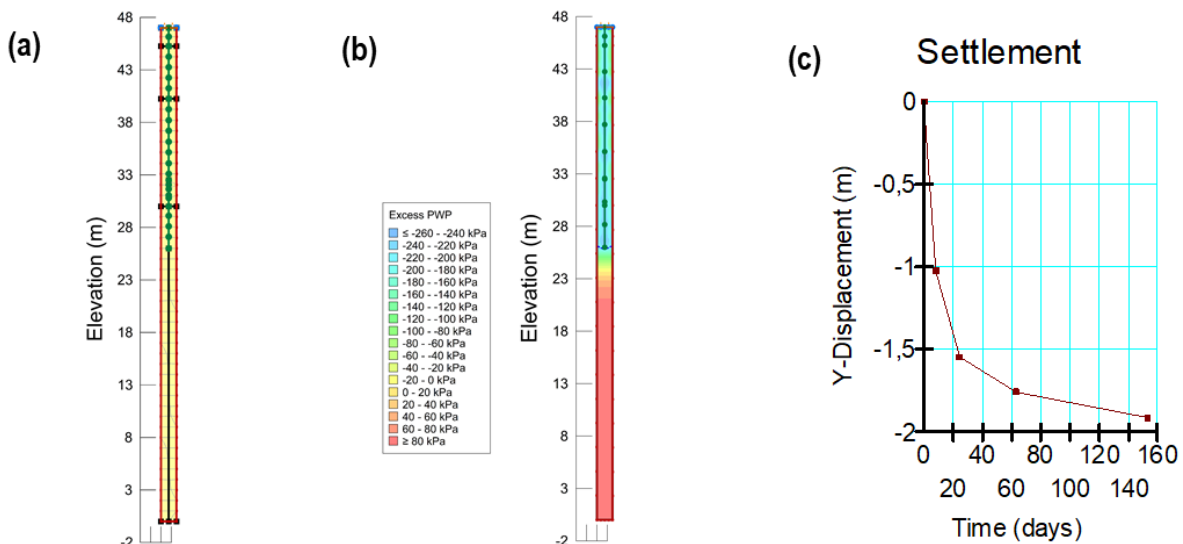 (a)
Elevation (m)
48
43
38
33
28
23
18
13
8
3
-2
(b)
Excess PWP
≤ -260 - -240 kPa
-240 - -220 kPa
-220 - -200 kPa
-200 - -180 kPa
-180 - -160 kPa
-160 - -140 kPa
-140 - -120 kPa
-120 - -100 kPa
-100 - -80 kPa
-80 - -60 kPa
-60 - -40 kPa
-40 - -20 kPa
-20 - 0 kPa
0 - 20 kPa
20 - 40 kPa
40 - 60 kPa
60 - 80 kPa
≥ 80 kPa
Elevation (m)
48
43
38
33
28
23
18
13
8
3
-2
(c)
Settlement
Y-Displacement (m)
0
-0,5
-1
-1,5
-2
0 40 80 120 160
20 60 100 140
Time (days)